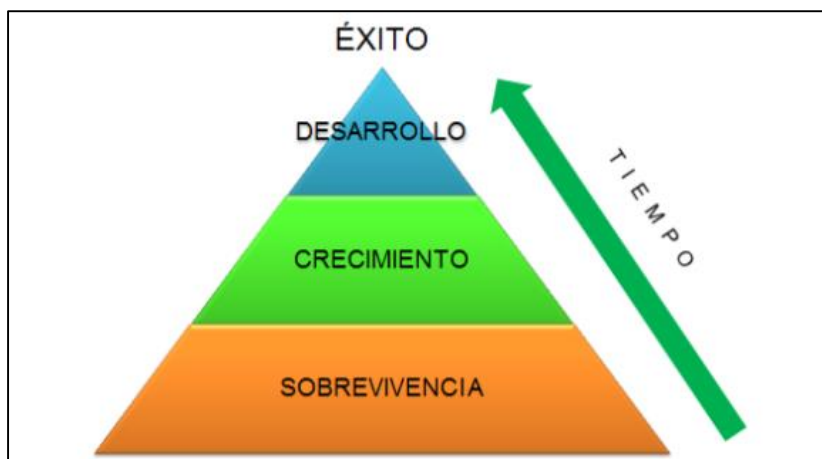 ÉXITO
DESARROLLO
TIEMPO
CRECIMIENTO
SOBREVIVENCIA